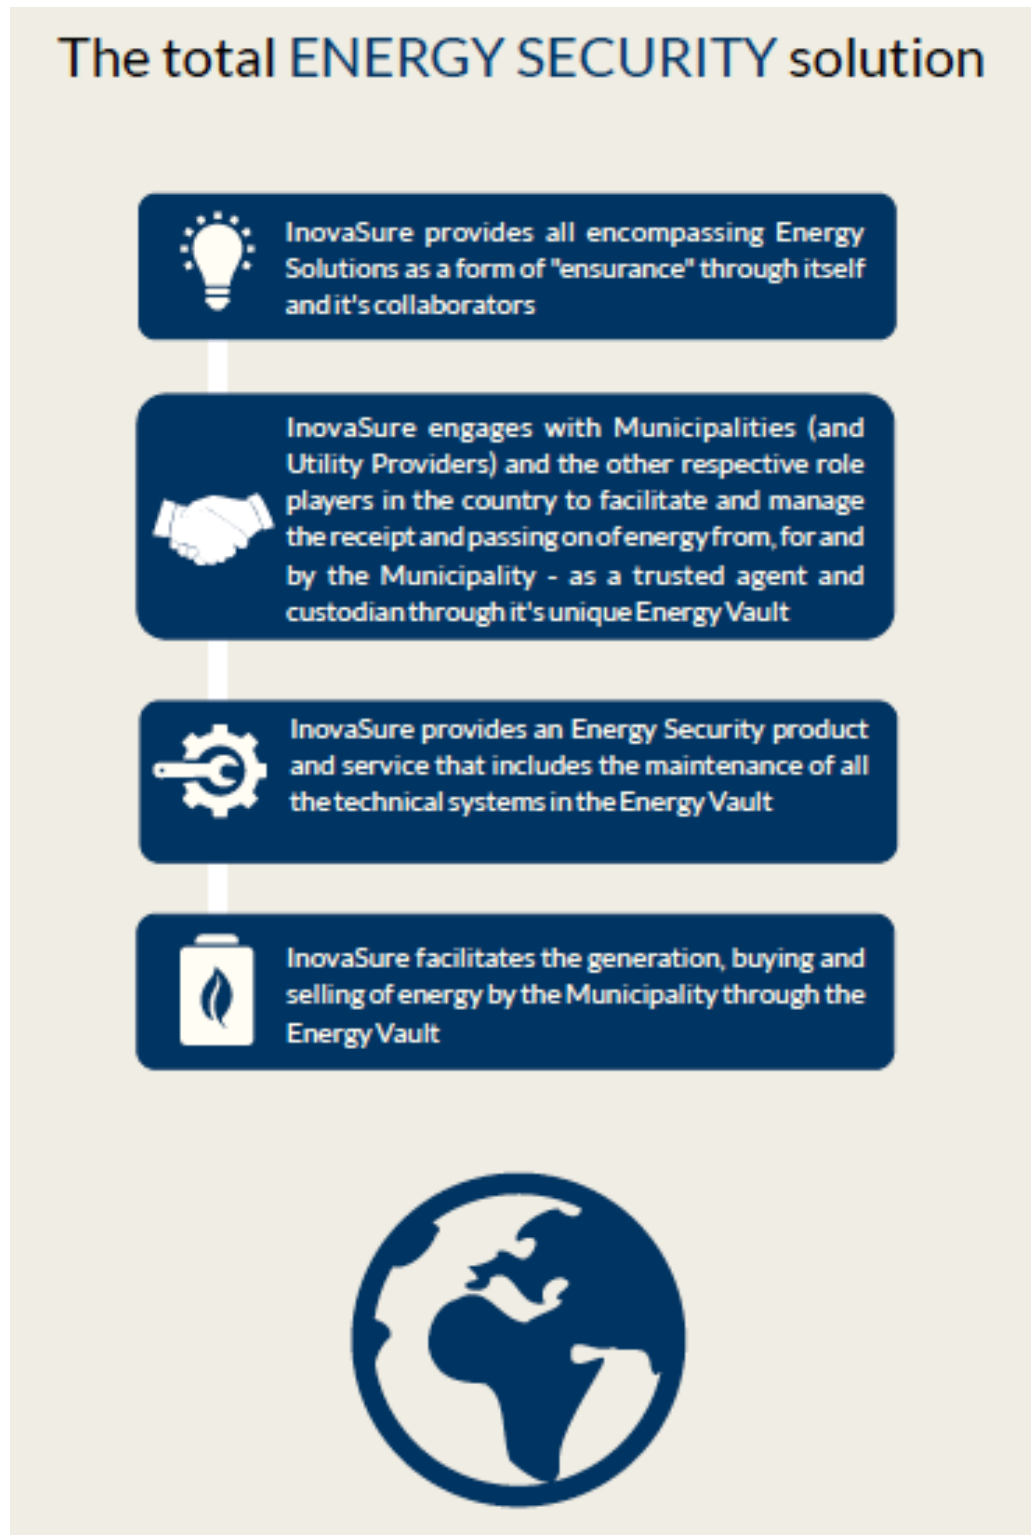 The total ENERGY SECURITY solution
InovaSure provides all encompassing Energy
Solutions as a form of "ensurance" through itself
and it's collaborators
InovaSure engages with Municipalities (and
Utility Providers) and the other respective role
players in the country to facilitate and manage
the receipt and passing on of energy from, for and
by the Municipality - as a trusted agent and
custodian through it's unique Energy Vault
InovaSure provides an Energy Security product
and service that includes the maintenance of all
the technical systems in the Energy Vault
InovaSure facilitates the generation, buying and
selling of energy by the Municipality through the
Energy Vault